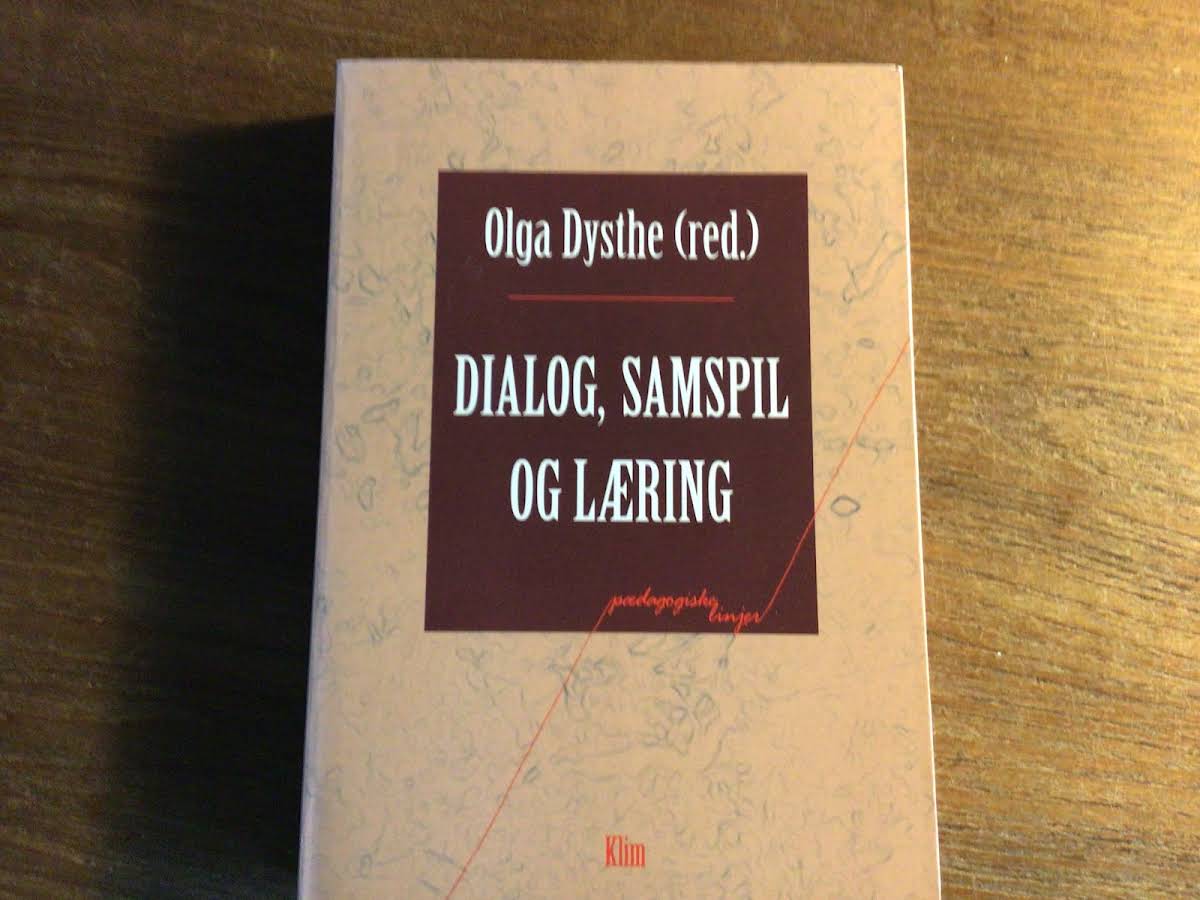 Olga Dysthe (red.)
DIALOG, SAMSPIL
OG LÆRING
pædagogiske
linjer
Klim